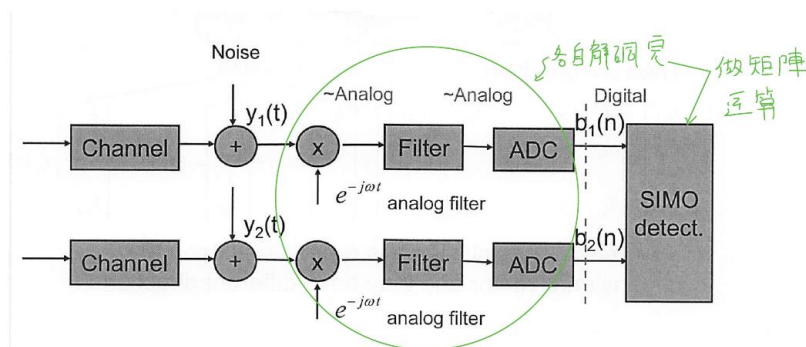 Noise
各自解調完
做矩陣
运算
~Analog
~Analog
Digital
y₁(t)
b₁(n)
Channel
+
x
Filter
ADC
e^{-jωt}
analog filter
SIMO
detect.
y₂(t)
b₂(n)
Channel
+
x
Filter
ADC
e^{-jωt}
analog filter